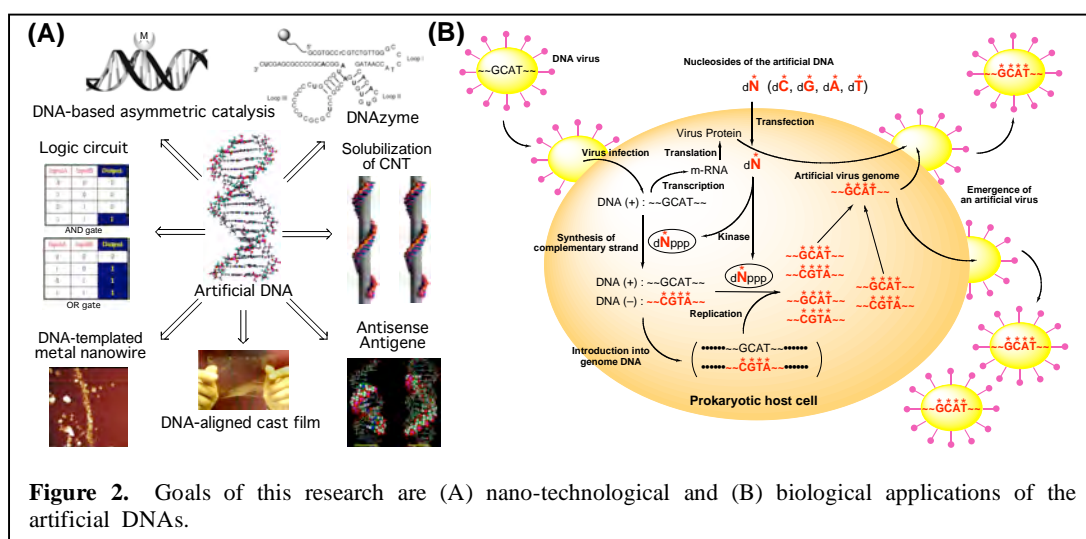 (A)
M
DNA-based asymmetric catalysis
Loop I
Loop II
Loop III
DNAzyme
Logic circuit
AND gate
OR gate
Solubilization
of CNT
Artificial DNA
DNA-templated
metal nanowire
DNA-aligned cast film
Antisense
Antigene
(B)
~~GCAT~~
DNA virus
Nucleosides of the artificial DNA
dN (dC, dG, dA, dT)
****
~~GCAT~~
Transfection
Virus Protein
Virus infection
Translation
dN
m-RNA
Transcription
DNA (+) : ~~GCAT~~
Artificial virus genome
****
~~GCAT~~
Emergence of
an artificial virus
Synthesis of
complementary strand
dNppp
Kinase
dNppp
DNA (+) : ~~GCAT~~
DNA (−) : ~~CGTA~~
Replication
~~GCAT~~
~~CGTA~~
~~GCAT~~
~~CGTA~~
~~GCAT~~
~~CGTA~~
Introduction into
genome DNA
••••••~~GCAT~~••••••
••••••~~CGTA~~••••••
Prokaryotic host cell
~~GCAT~~
~~GCAT~~
Figure 2. Goals of this research are (A) nano-technological and (B) biological applications of the
artificial DNAs.